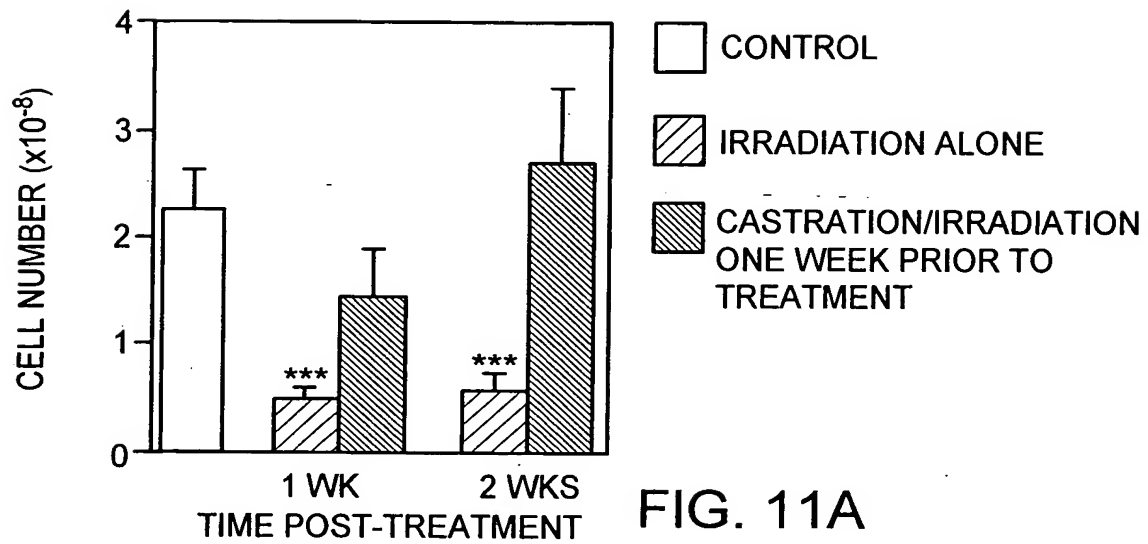 4
3
2
1
0
CELL NUMBER (x10-8)
***
***
1 WK
2 WKS
TIME POST-TREATMENT
CONTROL
IRRADIATION ALONE
CASTRATION/IRRADIATION
ONE WEEK PRIOR TO
TREATMENT
FIG. 11A